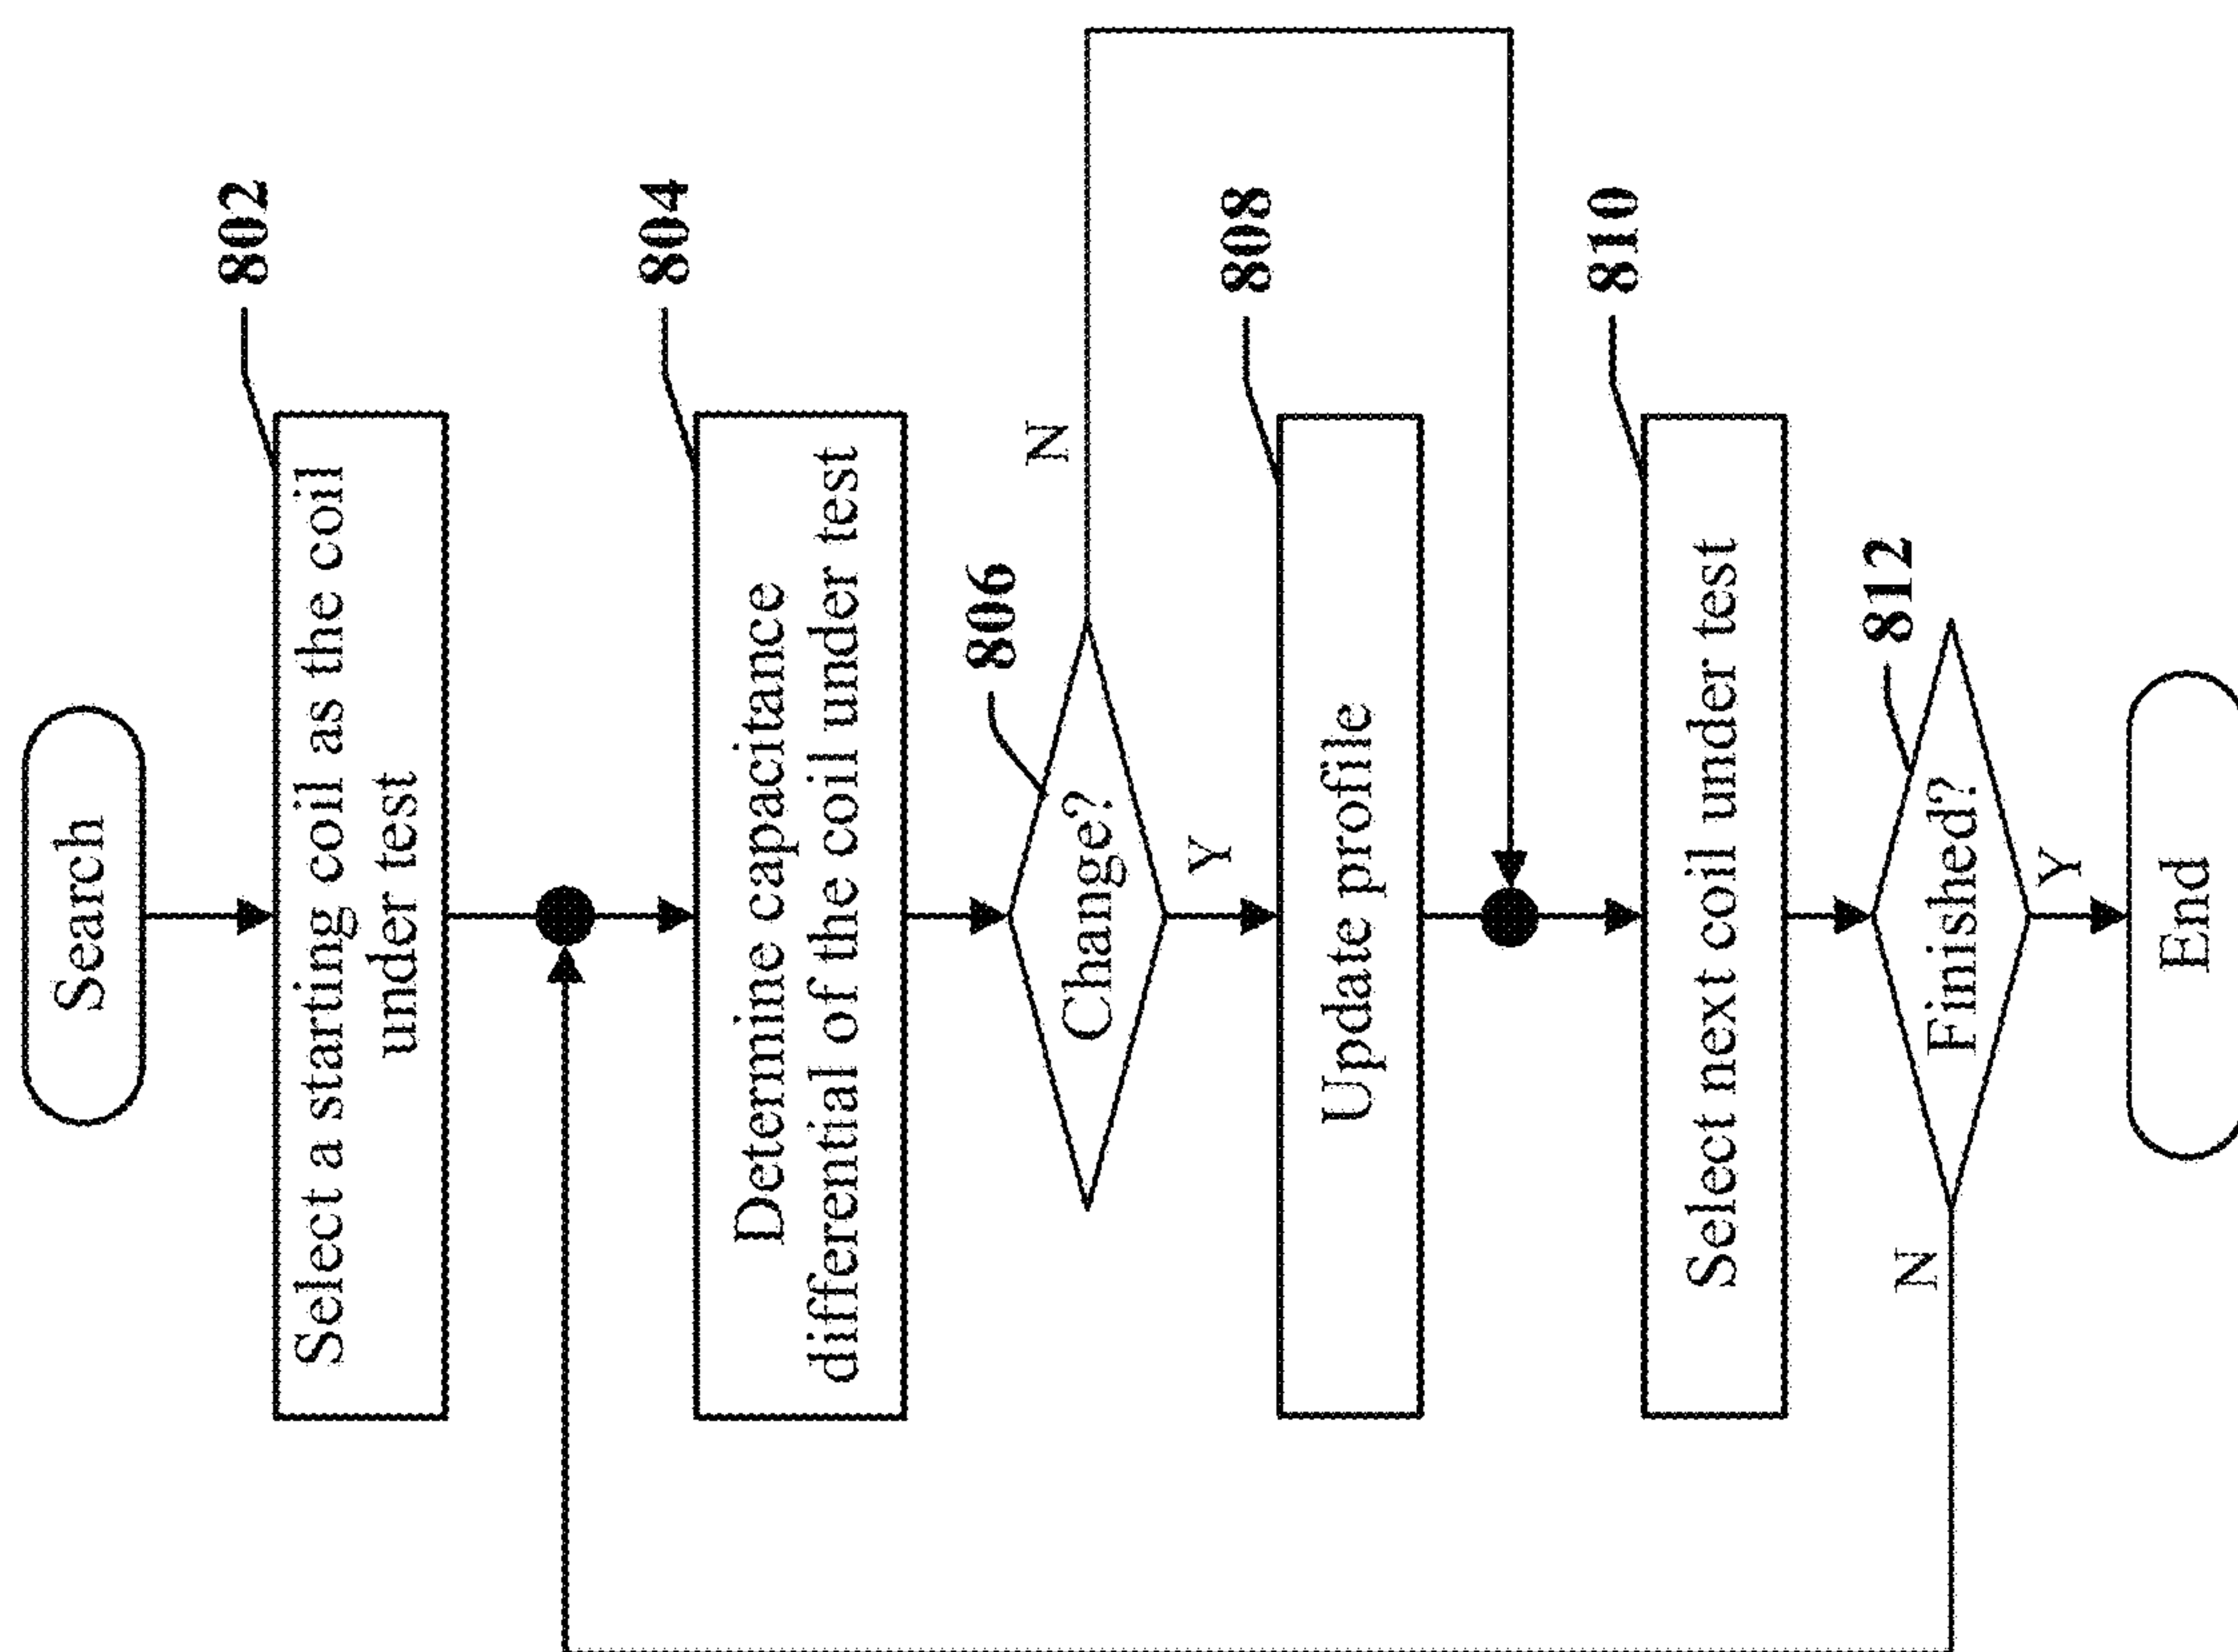 Search
802
Select a starting coil as the coil
under test
804
Determine capacitance
differential of the coil under test
806
Change?
N
Y
808
Update profile
810
Select next coil under test
812
Finished?
N
Y
End